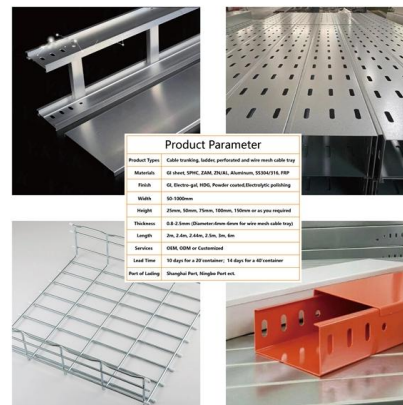 Product Parameter
Product Types Cable trunking, ladder, perforated and wire mesh cable tray
Materials GI sheet, SPHC, ZAM, ZN/AL, Aluminum, SS304/316, FRP
Finish GI, Electro-gal, HDG, Powder coated,Electrolytic polishing
Width 50-1000mm
Height 25mm, 50mm, 75mm, 100mm, 150mm or as you required
Thickness 0.8-2.5mm (Diameter:4mm-6mm for wire mesh cable tray)
Length 2m, 2.4m, 2.44m, 2.5m, 3m, 6m
Services OEM, ODM or Customized
Lead Time 10 days for a 20'container; 14 days for a 40'container
Port of Lading Shanghai Port, Ningbo Port ect.